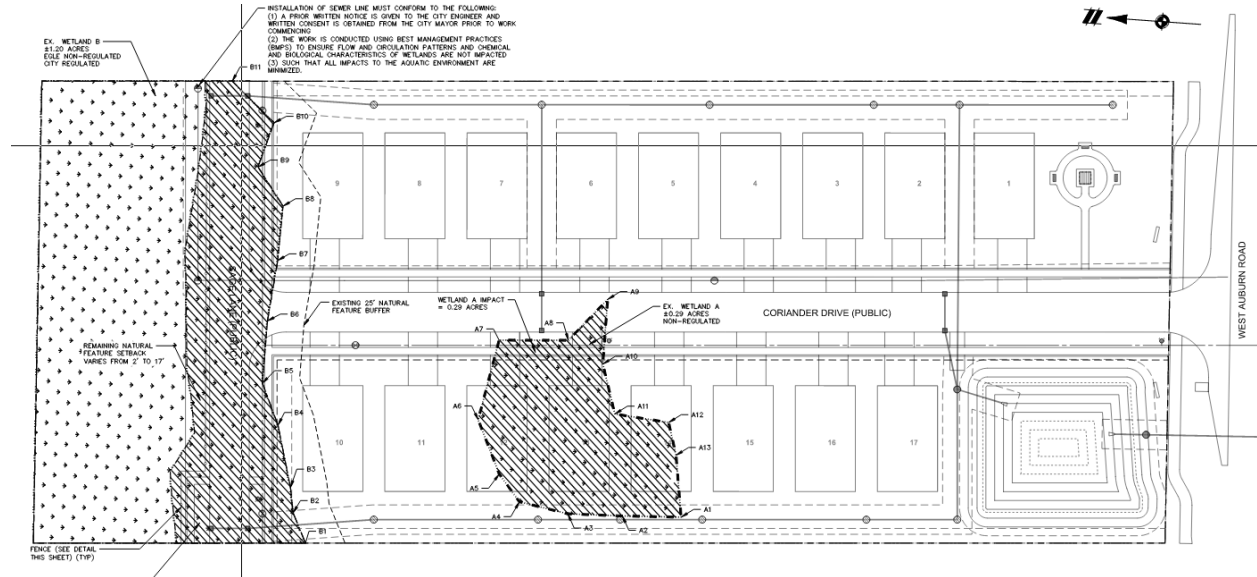 INSTALLATION OF SEWER LINE MUST CONFORM TO THE FOLLOWING:
(1) A PRIOR WRITTEN NOTICE IS GIVEN TO THE CITY ENGINEER AND
WRITTEN CONSENT IS OBTAINED FROM THE CITY MAYOR PRIOR TO WORK
COMMENCING
(2) THE WORK IS CONDUCTED USING BEST MANAGEMENT PRACTICES
(BMPS) TO ENSURE FLOW AND CIRCULATION PATTERNS AND CHEMICAL
AND BIOLOGICAL CHARACTERISTICS OF WETLANDS ARE NOT IMPACTED
(3) SUCH THAT ALL IMPACTS TO THE AQUATIC ENVIRONMENT ARE
MINIMIZED.
EX. WETLAND B
±1.20 ACRES
EGLE NON-REGULATED
CITY REGULATED
B11
B10
B9
B8
B7
B6
B5
B4
B3
B2
B1
9
8
7
6
5
4
3
2
1
EXISTING 25' NATURAL
FEATURE BUFFER
WETLAND A IMPACT
= 0.29 ACRES
EX. WETLAND A
±0.29 ACRES
NON-REGULATED
CORIANDER DRIVE (PUBLIC)
WEST AUBURN ROAD
REMAINING NATURAL
FEATURE SETBACK
VARIES FROM 2' TO 17'
A9
A8
A7
A10
A6
A11
A12
A13
A5
A4
A3
A2
A1
10
11
15
16
17
FENCE (SEE DETAIL
THIS SHEET) (TYP)